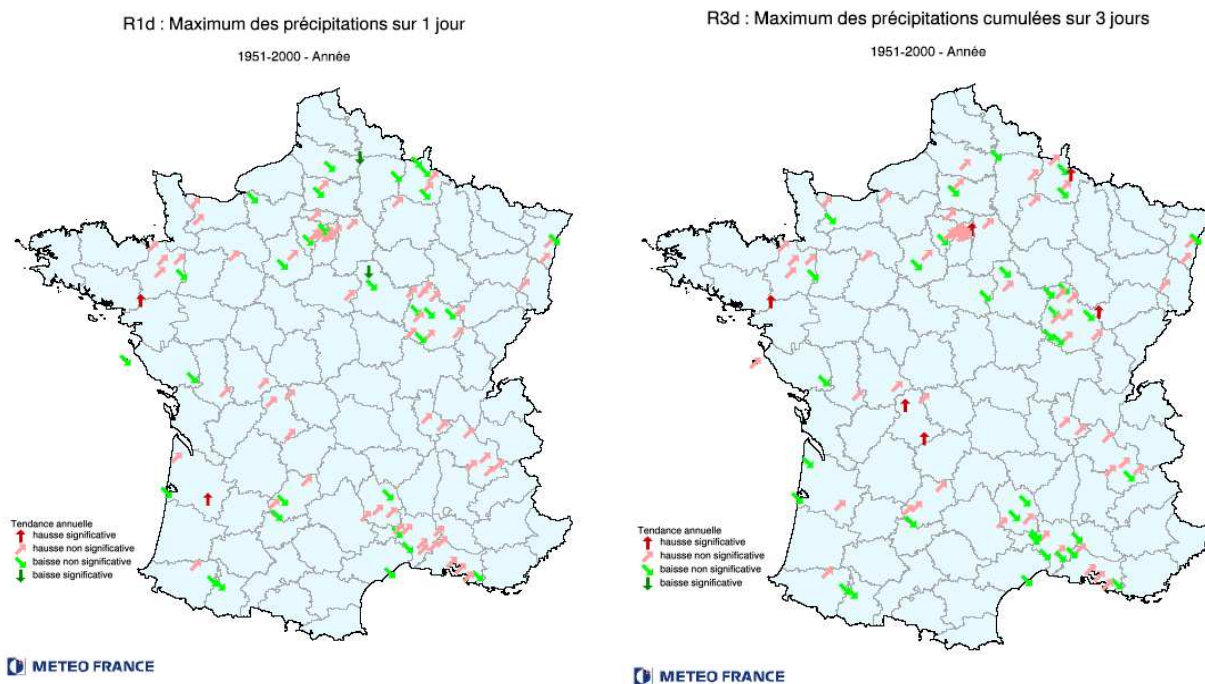 R1d : Maximum des précipitations sur 1 jour
1951-2000 - Année
Tendance annuelle
hausse significative
hausse non significative
baisse non significative
baisse significative
METEO FRANCE
R3d : Maximum des précipitations cumulées sur 3 jours
1951-2000 - Année
Tendance annuelle
hausse significative
hausse non significative
baisse non significative
baisse significative
METEO FRANCE